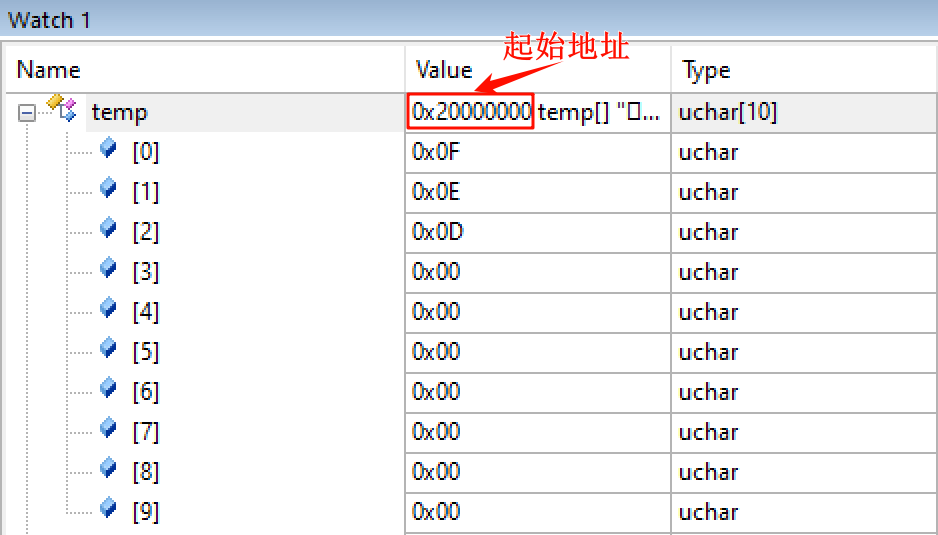 Watch 1
起始地址
Name Value Type
temp 0x20000000 temp[] "▯... uchar[10]
[0] 0x0F uchar
[1] 0x0E uchar
[2] 0x0D uchar
[3] 0x00 uchar
[4] 0x00 uchar
[5] 0x00 uchar
[6] 0x00 uchar
[7] 0x00 uchar
[8] 0x00 uchar
[9] 0x00 uchar